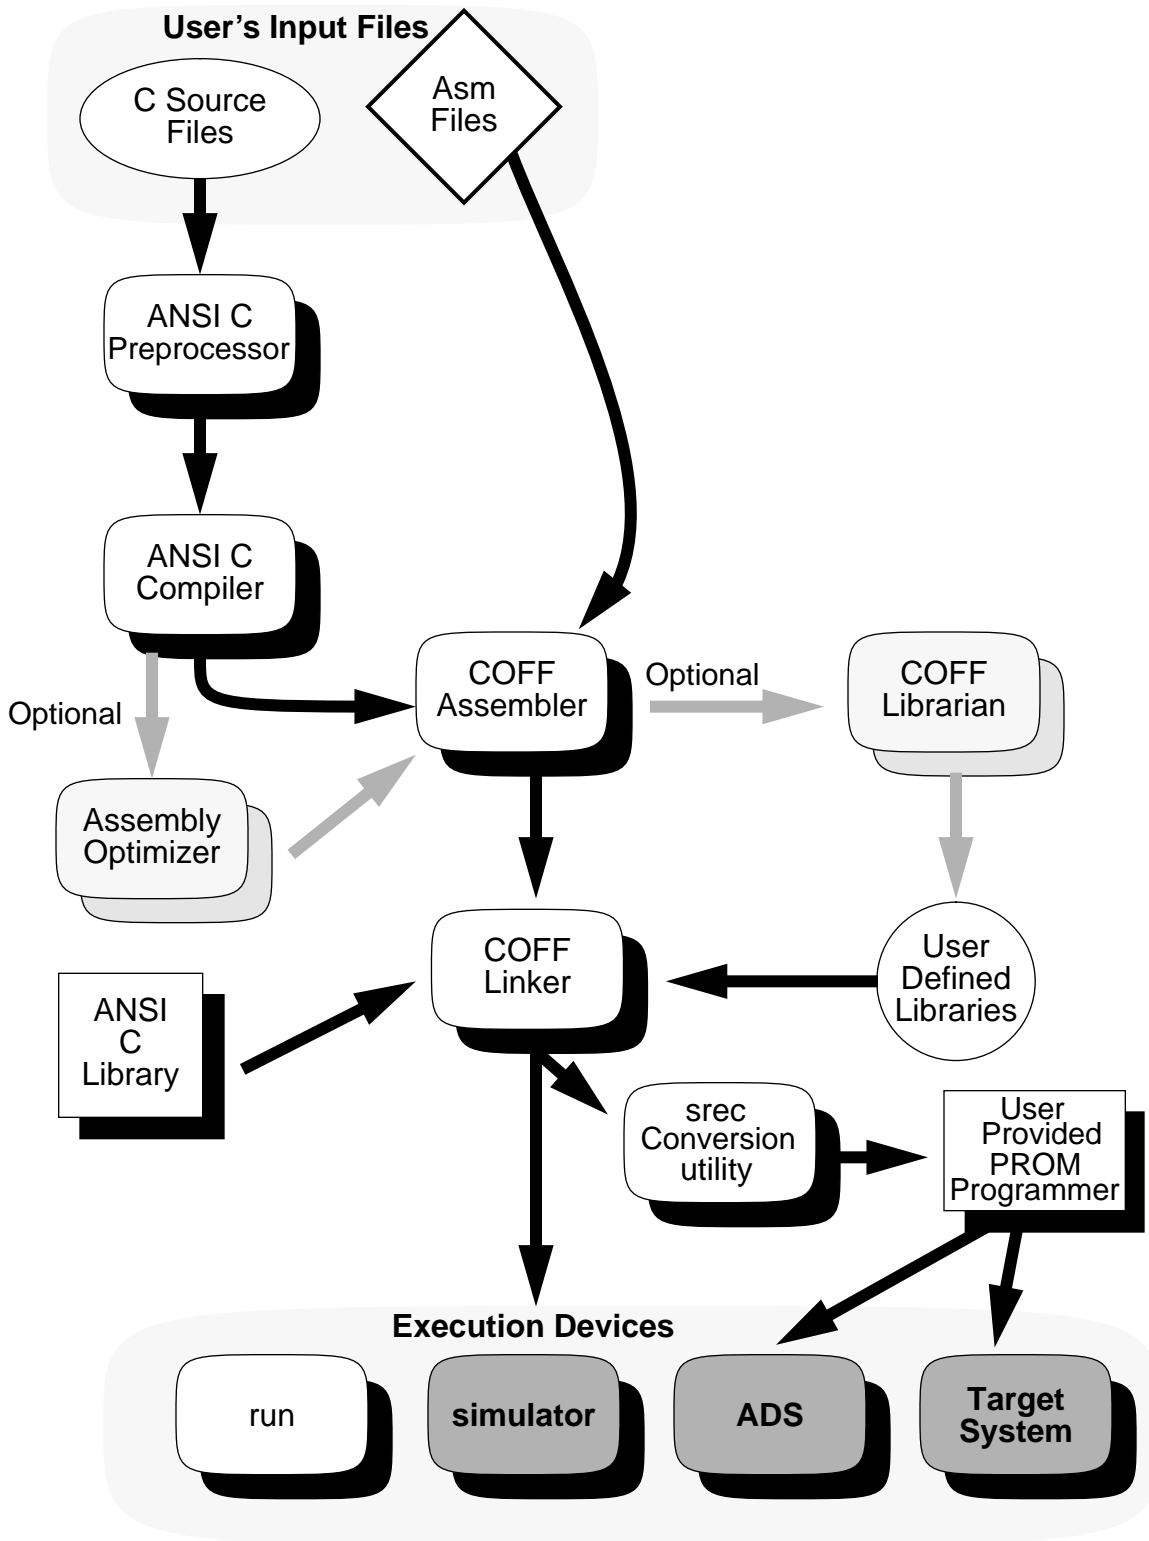 User’s Input Files
C Source
Files
Asm
Files
ANSI C
Preprocessor
ANSI C
Compiler
COFF
Assembler
Optional
COFF
Librarian
Optional
Assembly
Optimizer
COFF
Linker
User
Defined
Libraries
ANSI
C
Library
srec
Conversion
utility
User
Provided
PROM
Programmer
Execution Devices
run
simulator
ADS
Target
System